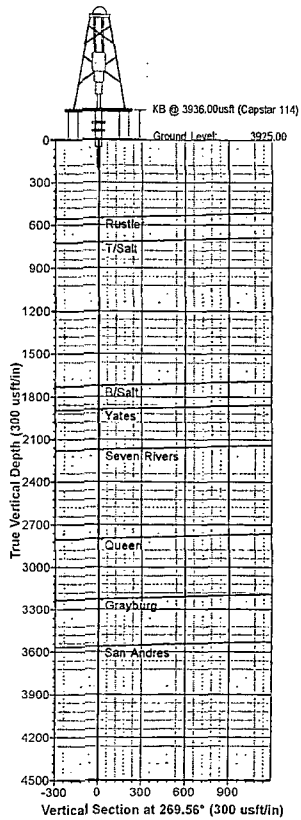 KB @ 3936.00usft (Capstar 114)
Ground Level: 3925.00
0
300
Rustler
600
T/Salt
900
1200
1500
B/Salt
1800
Yates
2100
Seven Rivers
2400
2700
Queen
3000
Grayburg
3300
San Andres
3600
3900
4200
4500
True Vertical Depth (300 usft/in)
-300 0 300 600 900
Vertical Section at 269.56° (300 usft/in)